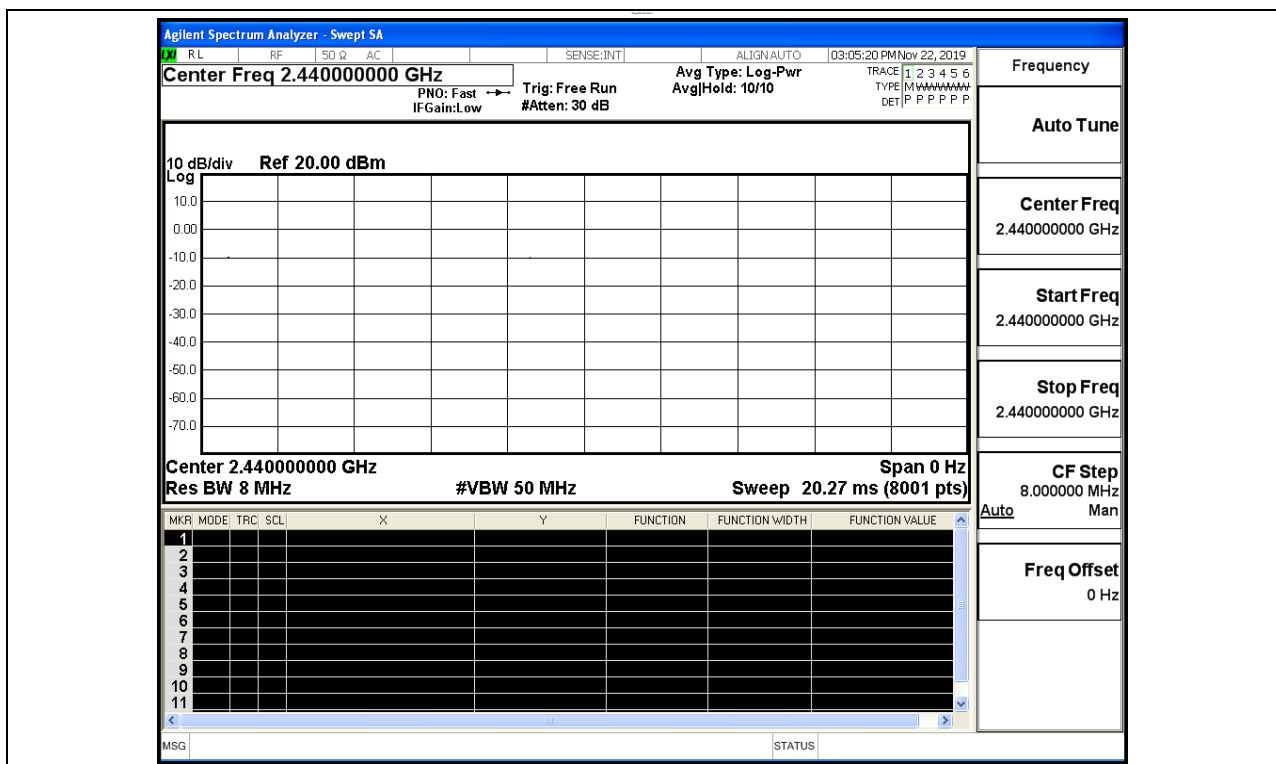 Agilent Spectrum Analyzer - Swept SA
LXI RL RF 50 Ω AC SENSE:INT ALIGN AUTO 03:05:20 PM Nov 22, 2019
Center Freq 2.440000000 GHz
PNO: Fast
IFGain:Low
Trig: Free Run
#Atten: 30 dB
Avg Type: Log-Pwr
Avg|Hold: 10/10
TRACE 1 2 3 4 5 6
TYPE M
DET P P P P P P
10 dB/div Ref 20.00 dBm
Log
10.0
0.00
-10.0
-20.0
-30.0
-40.0
-50.0
-60.0
-70.0
Center 2.440000000 GHz Span 0 Hz
Res BW 8 MHz #VBW 50 MHz Sweep 20.27 ms (8001 pts)
MKR MODE TRC SCL X Y FUNCTION FUNCTION WIDTH FUNCTION VALUE
1
2
3
4
5
6
7
8
9
10
11
MSG STATUS
Frequency
Auto Tune
Center Freq
2.440000000 GHz
Start Freq
2.440000000 GHz
Stop Freq
2.440000000 GHz
CF Step
8.000000 MHz
Auto Man
Freq Offset
0 Hz